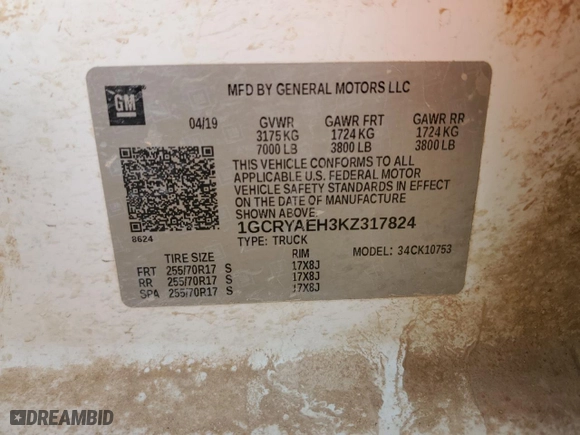 GM
MFD BY GENERAL MOTORS LLC
04/19 GVWR GAWR FRT GAWR RR
3175 KG 1724 KG 1724 KG
7000 LB 3800 LB 3800 LB
THIS VEHICLE CONFORMS TO ALL
APPLICABLE U.S. FEDERAL MOTOR
VEHICLE SAFETY STANDARDS IN EFFECT
ON THE DATE OF MANUFACTURE
SHOWN ABOVE.
1GCRYAEH3KZ317824
8624
TYPE: TRUCK
TIRE SIZE RIM MODEL: 34CK10753
FRT 255/70R17 S 17X8J
RR 255/70R17 S 17X8J
SPA 255/70R17 S 17X8J
DREAMBID